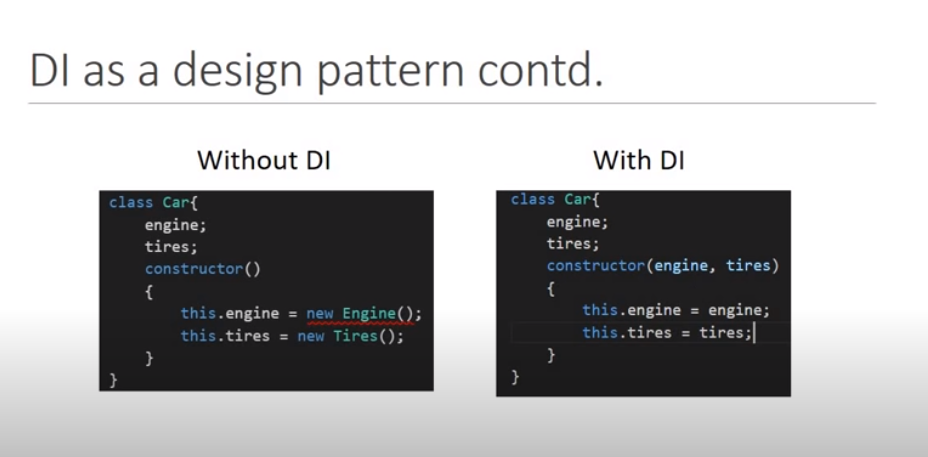 DI as a design pattern contd.
Without DI
class Car{
engine;
tires;
constructor()
{
this.engine = new Engine();
this.tires = new Tires();
}
}
With DI
class Car{
engine;
tires;
constructor(engine, tires)
{
this.engine = engine;
this.tires = tires;
}
}